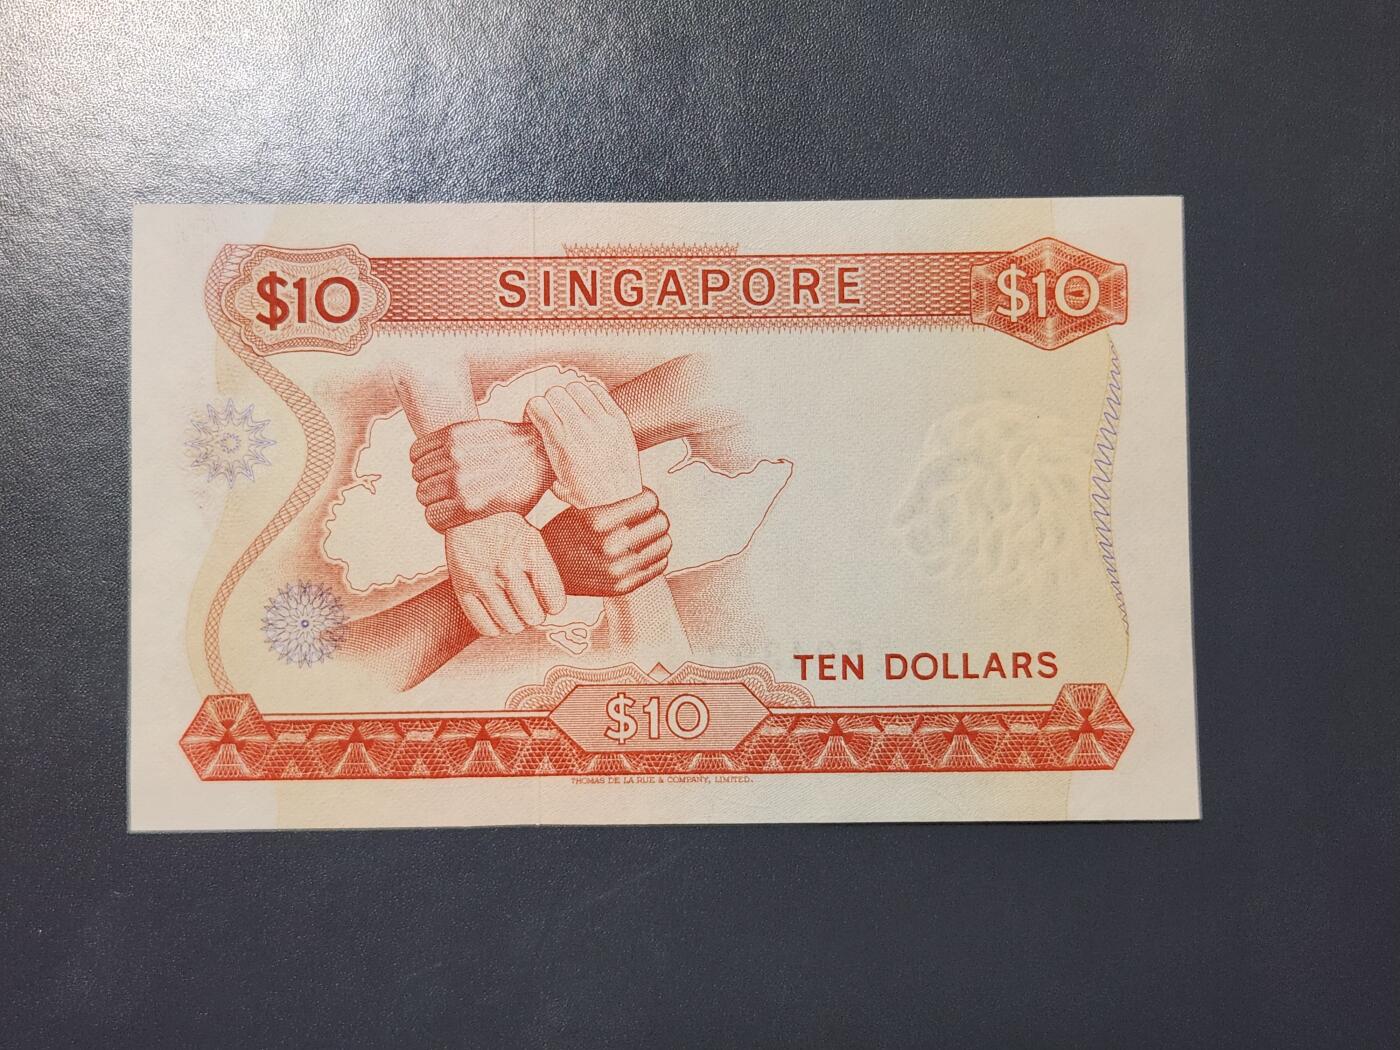 $10 SINGAPORE $10
TEN DOLLARS
$10
THOMAS DE LA RUE & COMPANY, LIMITED.